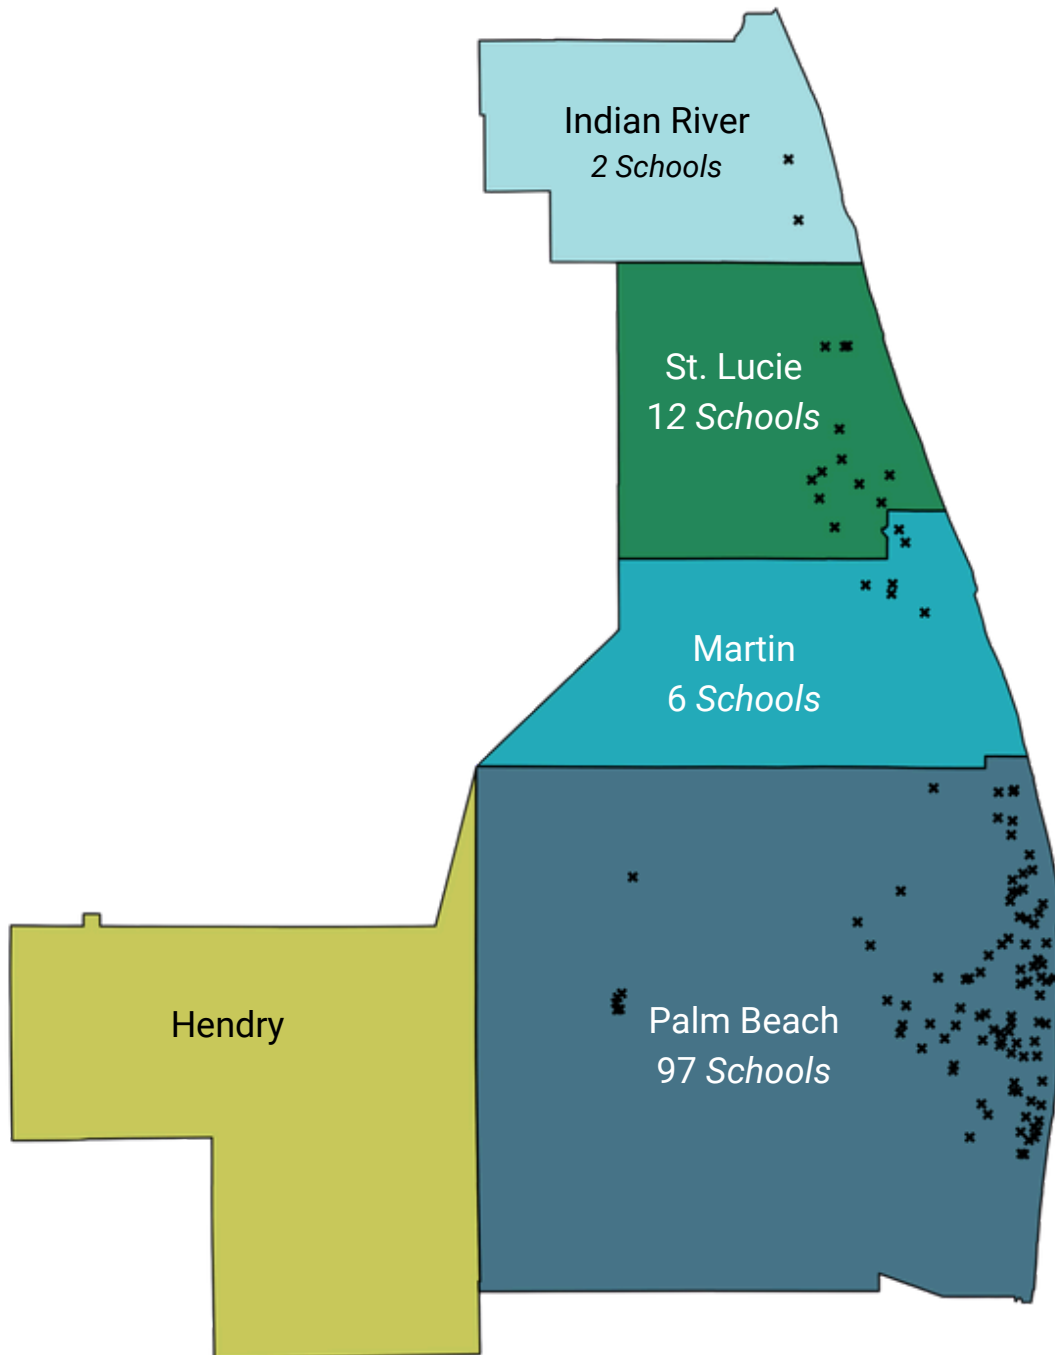 Indian River
2 Schools
St. Lucie
12 Schools
Martin
6 Schools
Hendry
Palm Beach
97 Schools